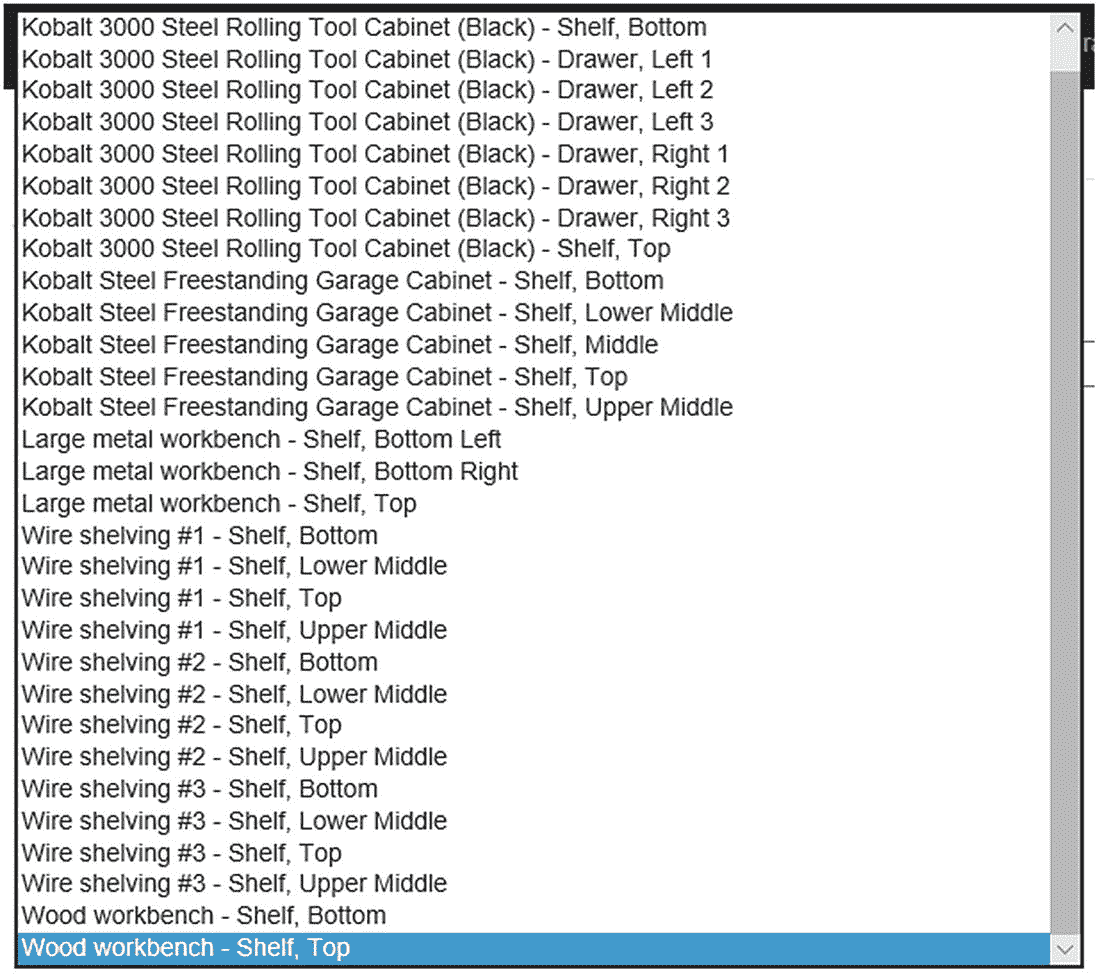 Kobalt 3000 Steel Rolling Tool Cabinet (Black) - Shelf, Bottom
Kobalt 3000 Steel Rolling Tool Cabinet (Black) - Drawer, Left 1
Kobalt 3000 Steel Rolling Tool Cabinet (Black) - Drawer, Left 2
Kobalt 3000 Steel Rolling Tool Cabinet (Black) - Drawer, Left 3
Kobalt 3000 Steel Rolling Tool Cabinet (Black) - Drawer, Right 1
Kobalt 3000 Steel Rolling Tool Cabinet (Black) - Drawer, Right 2
Kobalt 3000 Steel Rolling Tool Cabinet (Black) - Drawer, Right 3
Kobalt 3000 Steel Rolling Tool Cabinet (Black) - Shelf, Top
Kobalt Steel Freestanding Garage Cabinet - Shelf, Bottom
Kobalt Steel Freestanding Garage Cabinet - Shelf, Lower Middle
Kobalt Steel Freestanding Garage Cabinet - Shelf, Middle
Kobalt Steel Freestanding Garage Cabinet - Shelf, Top
Kobalt Steel Freestanding Garage Cabinet - Shelf, Upper Middle
Large metal workbench - Shelf, Bottom Left
Large metal workbench - Shelf, Bottom Right
Large metal workbench - Shelf, Top
Wire shelving #1 - Shelf, Bottom
Wire shelving #1 - Shelf, Lower Middle
Wire shelving #1 - Shelf, Top
Wire shelving #1 - Shelf, Upper Middle
Wire shelving #2 - Shelf, Bottom
Wire shelving #2 - Shelf, Lower Middle
Wire shelving #2 - Shelf, Top
Wire shelving #2 - Shelf, Upper Middle
Wire shelving #3 - Shelf, Bottom
Wire shelving #3 - Shelf, Lower Middle
Wire shelving #3 - Shelf, Top
Wire shelving #3 - Shelf, Upper Middle
Wood workbench - Shelf, Bottom
Wood workbench - Shelf, Top